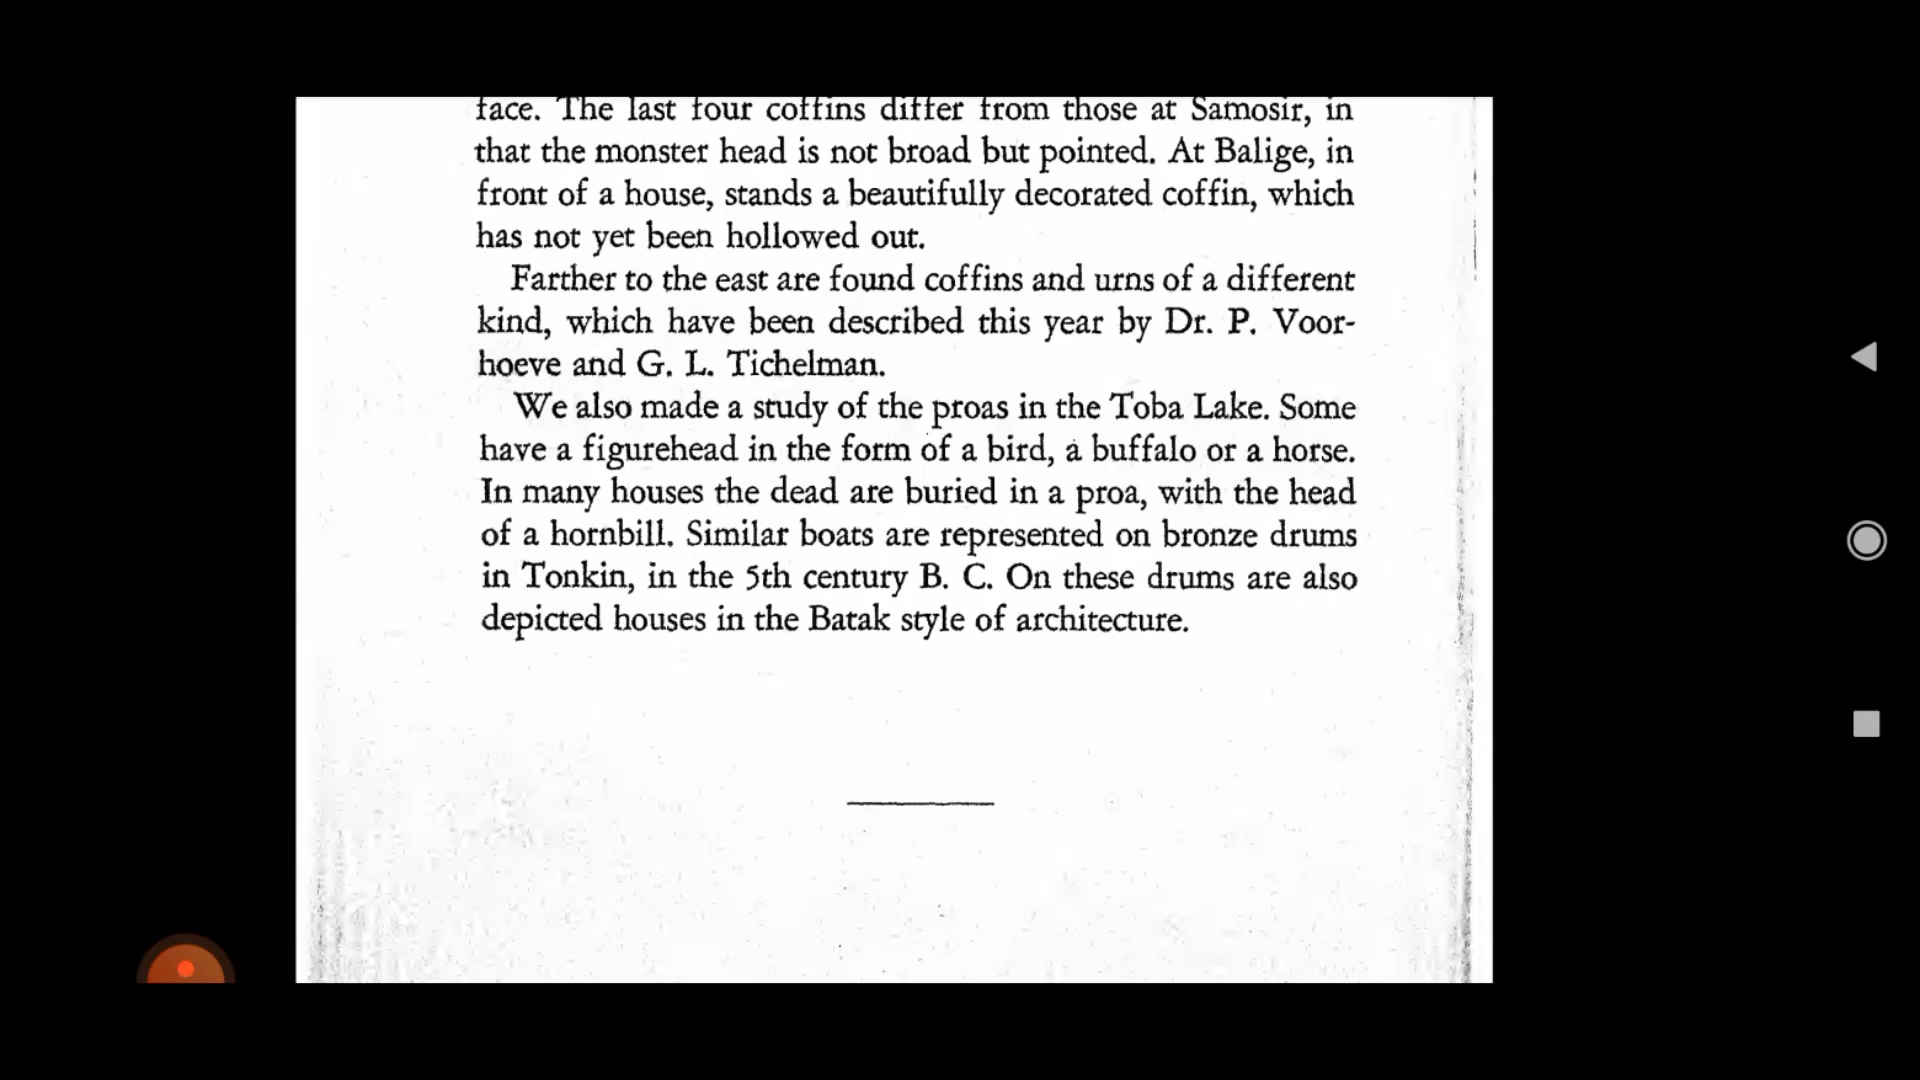 face. The last four coffins differ from those at Samosir, in
that the monster head is not broad but pointed. At Balige, in
front of a house, stands a beautifully decorated coffin, which
has not yet been hollowed out.
Farther to the east are found coffins and urns of a different
kind, which have been described this year by Dr. P. Voor-
hoeve and G. L. Tichelman.
We also made a study of the proas in the Toba Lake. Some
have a figurehead in the form of a bird, a buffalo or a horse.
In many houses the dead are buried in a proa, with the head
of a hornbill. Similar boats are represented on bronze drums
in Tonkin, in the 5th century B. C. On these drums are also
depicted houses in the Batak style of architecture.